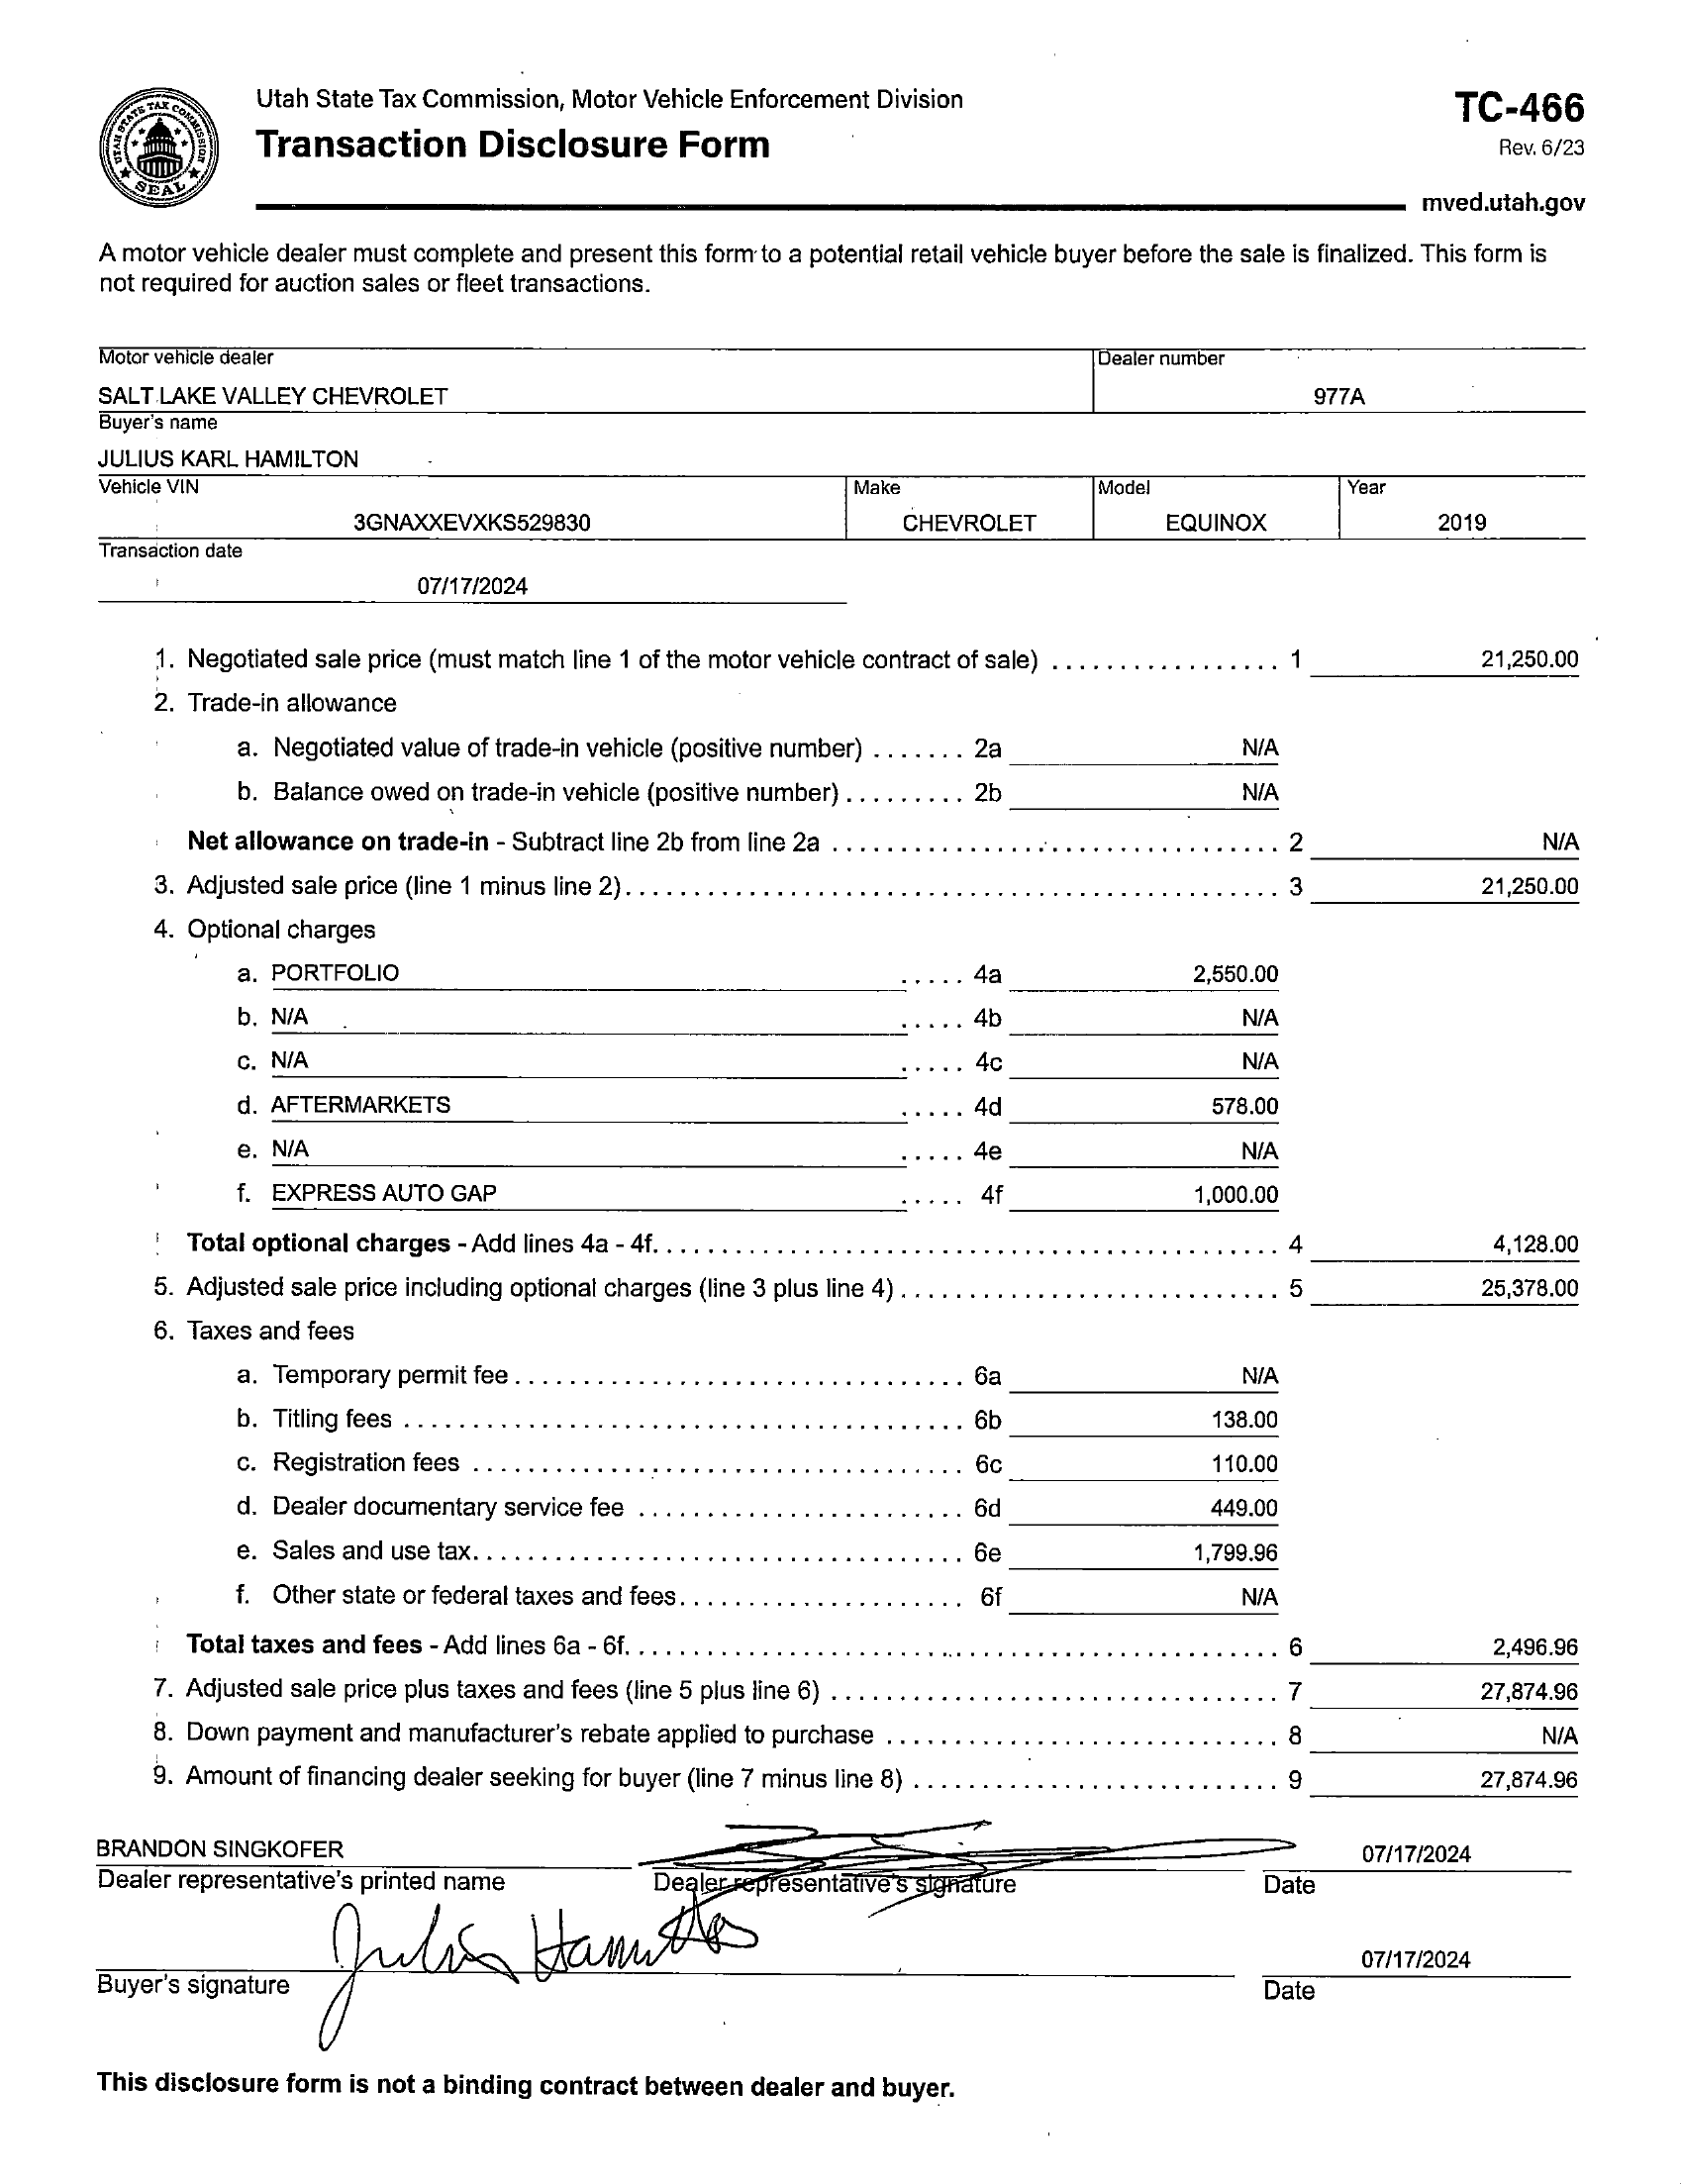 Utah State Tax Commission, Motor Vehicle Enforcement Division
TC-466
Transaction Disclosure Form
Rev. 6/23
UTAH STATE TAX COMMISSION
SEAL
mved.utah.gov
A motor vehicle dealer must complete and present this form to a potential retail vehicle buyer before the sale is finalized. This form is
not required for auction sales or fleet transactions.
Motor vehicle dealer Dealer number
SALT LAKE VALLEY CHEVROLET 977A
Buyer's name
JULIUS KARL HAMILTON
Vehicle VIN Make Model Year
3GNAXXEVXKS529830 CHEVROLET EQUINOX 2019
Transaction date
07/17/2024
1. Negotiated sale price (must match line 1 of the motor vehicle contract of sale) ................. 1 21,250.00
2. Trade-in allowance
a. Negotiated value of trade-in vehicle (positive number) ....... 2a N/A
b. Balance owed on trade-in vehicle (positive number) ......... 2b N/A
Net allowance on trade-in - Subtract line 2b from line 2a ................................. 2 N/A
3. Adjusted sale price (line 1 minus line 2) ................................................ 3 21,250.00
4. Optional charges
a. PORTFOLIO ..... 4a 2,550.00
b. N/A ..... 4b N/A
c. N/A ..... 4c N/A
d. AFTERMARKETS ..... 4d 578.00
e. N/A ..... 4e N/A
f. EXPRESS AUTO GAP ..... 4f 1,000.00
Total optional charges - Add lines 4a - 4f .............................................. 4 4,128.00
5. Adjusted sale price including optional charges (line 3 plus line 4) ............................ 5 25,378.00
6. Taxes and fees
a. Temporary permit fee ................................. 6a N/A
b. Titling fees ......................................... 6b 138.00
c. Registration fees .................................... 6c 110.00
d. Dealer documentary service fee ........................ 6d 449.00
e. Sales and use tax .................................... 6e 1,799.96
f. Other state or federal taxes and fees ..................... 6f N/A
Total taxes and fees - Add lines 6a - 6f ................................................ 6 2,496.96
7. Adjusted sale price plus taxes and fees (line 5 plus line 6) ................................. 7 27,874.96
8. Down payment and manufacturer's rebate applied to purchase ............................. 8 N/A
9. Amount of financing dealer seeking for buyer (line 7 minus line 8) ........................... 9 27,874.96
BRANDON SINGKOFER 07/17/2024
Dealer representative's printed name Dealer representative's signature Date
Julius Hamilton 07/17/2024
Buyer's signature Date
This disclosure form is not a binding contract between dealer and buyer.